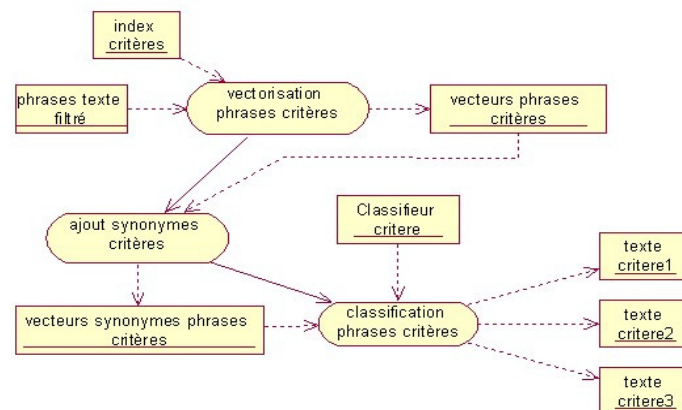 index
critères
phrases texte
filtré
vectorisation
phrases critères
vecteurs phrases
critères
ajout synonymes
critères
Classifieur
critere
texte
critere1
vecteurs synonymes phrases
critères
classification
phrases critères
texte
critere2
texte
critere3